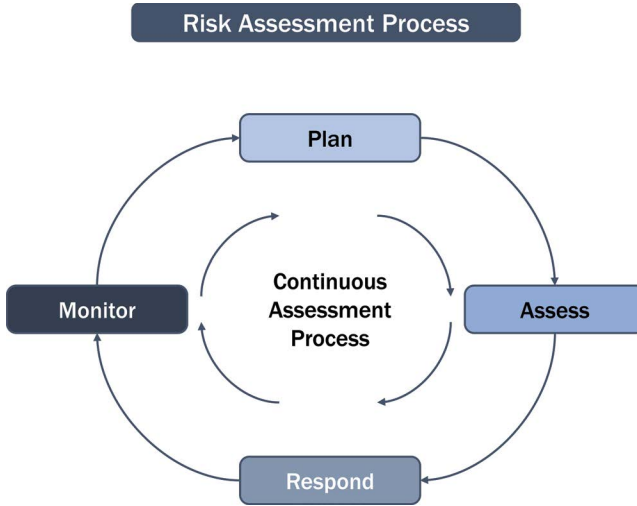 Risk Assessment Process
Plan
Continuous
Assessment
Process
Monitor
Assess
Respond